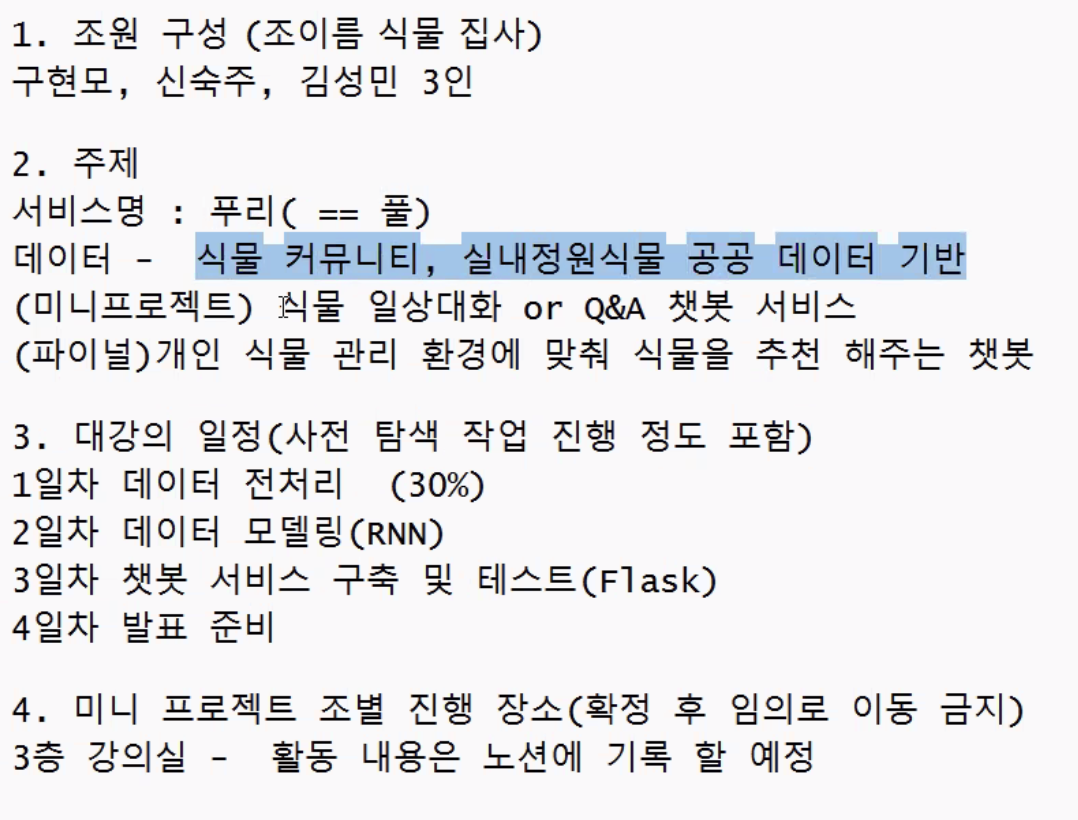 1. 조원 구성 (조이름 식물 집사)
구현모, 신숙주, 김성민 3인
2. 주제
서비스명 : 푸리( == 풀)
데이터 - 식물 커뮤니티, 실내정원식물 공공 데이터 기반
(미니프로젝트) 식물 일상대화 or Q&A 챗봇 서비스
(파이널)개인 식물 관리 환경에 맞춰 식물을 추천 해주는 챗봇
3. 대강의 일정(사전 탐색 작업 진행 정도 포함)
1일차 데이터 전처리 (30%)
2일차 데이터 모델링(RNN)
3일차 챗봇 서비스 구축 및 테스트(Flask)
4일차 발표 준비
4. 미니 프로젝트 조별 진행 장소(확정 후 임의로 이동 금지)
3층 강의실 - 활동 내용은 노션에 기록 할 예정